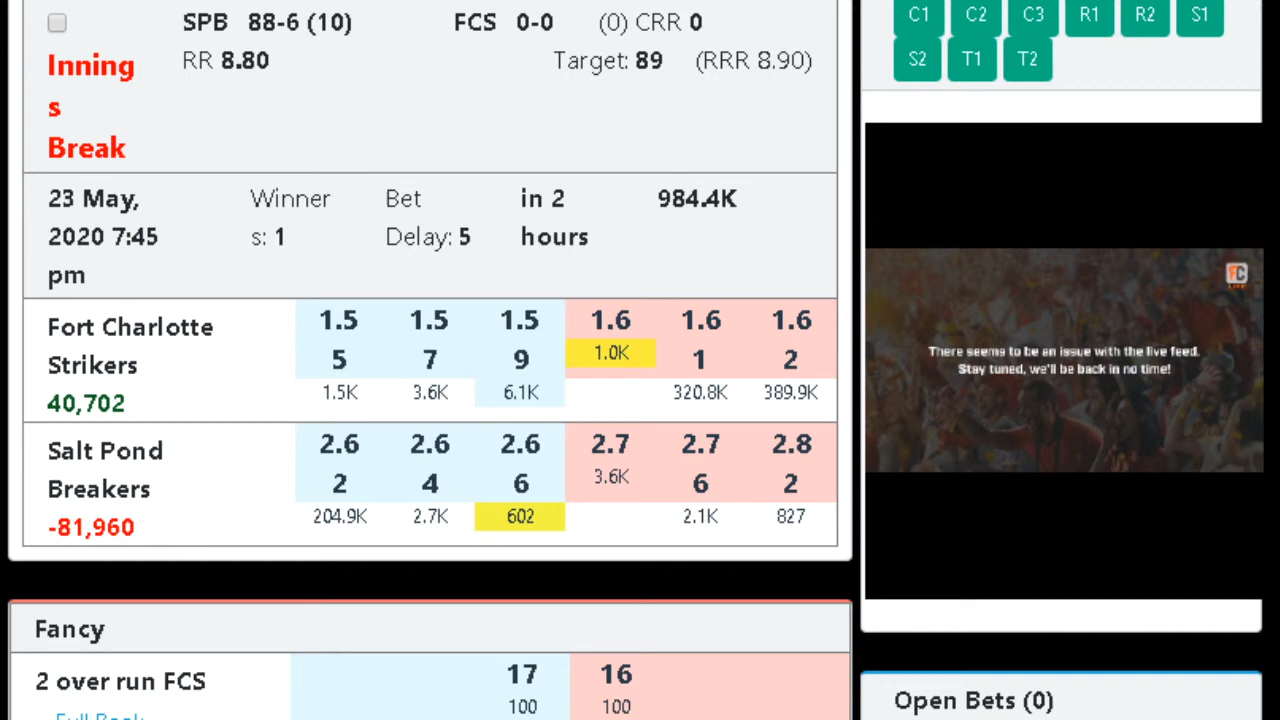 SPB 88-6 (10) FCS 0-0 (0) CRR 0
Inning
s
Break
RR 8.80 Target: 89 (RRR 8.90)
23 May,
2020 7:45
pm
Winner
s: 1
Bet
Delay: 5
in 2
hours
984.4K
Fort Charlotte
Strikers
40,702
1.5 1.5 1.5 1.6 1.6 1.6
5 7 9 1.0K 1 2
1.5K 3.6K 6.1K 320.8K 389.9K
Salt Pond
Breakers
-81,960
2.6 2.6 2.6 2.7 2.7 2.8
2 4 6 3.6K 6 2
204.9K 2.7K 602 2.1K 827
Fancy
2 over run FCS 17 16
100 100
C1 C2 C3 R1 R2 S1
S2 T1 T2
FC
There seems to be an issue with the live feed.
Stay tuned, we'll be back in no time!
Open Bets (0)